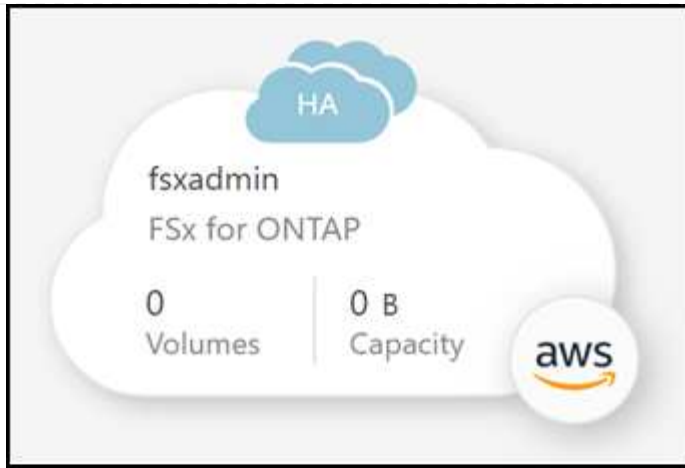 HA
fsxadmin
FSx for ONTAP
0 0 B
Volumes Capacity
aws